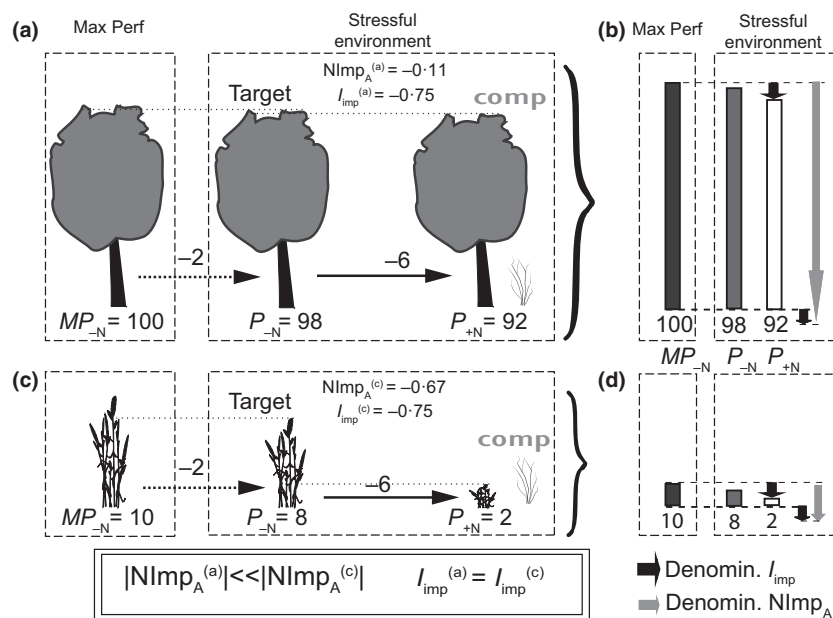 Max Perf
Stressful environment
(a)
NImp_A^(a) = –0·11
I_imp^(a) = –0·75
Target
comp
–2
–6
MP_–N = 100
P_–N = 98
P_+N = 92
(b)
Max Perf
Stressful environment
100
98
92
MP_–N
P_–N
P_+N
(c)
NImp_A^(c) = –0·67
I_imp^(c) = –0·75
Target
comp
–2
–6
MP_–N = 10
P_–N = 8
P_+N = 2
(d)
10
8
2
|NImp_A^(a)|<<|NImp_A^(c)| I_imp^(a) = I_imp^(c)
Denomin. I_imp
Denomin. NImp_A